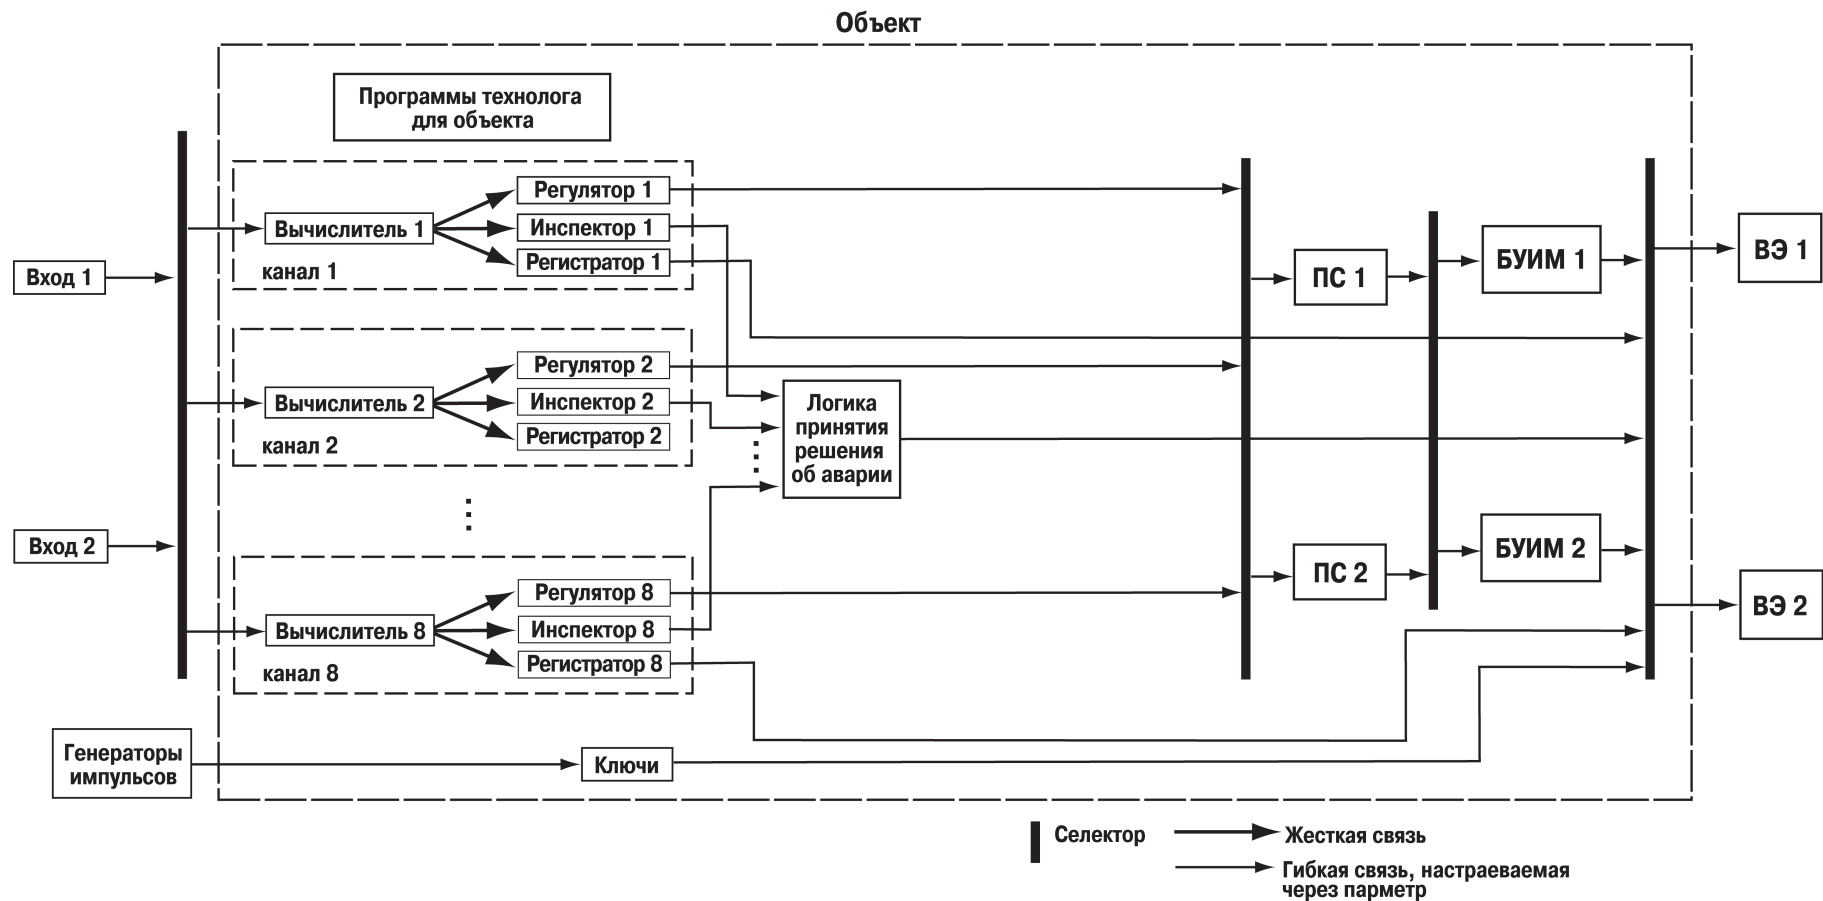 Объект
Программы технолога
для объекта
Регулятор 1
Вычислитель 1
Инспектор 1
Регистратор 1
канал 1
Вход 1
ПС 1
БУИМ 1
ВЭ 1
Регулятор 2
Вычислитель 2
Инспектор 2
Регистратор 2
канал 2
Логика
принятия
решения
об аварии
Вход 2
ПС 2
БУИМ 2
ВЭ 2
Регулятор 8
Вычислитель 8
Инспектор 8
Регистратор 8
канал 8
Генераторы
импульсов
Ключи
Селектор
Жесткая связь
Гибкая связь, настраеваемая
через парметр